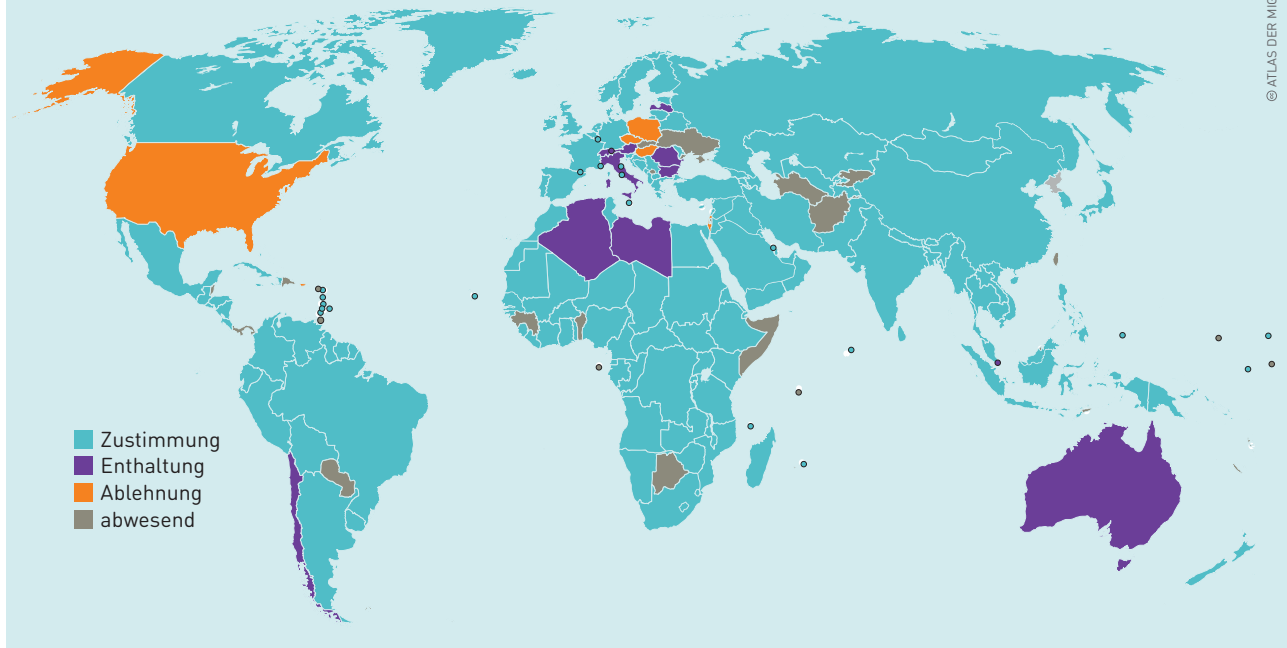 © ATLAS DER MIG
Zustimmung
Enthaltung
Ablehnung
abwesend